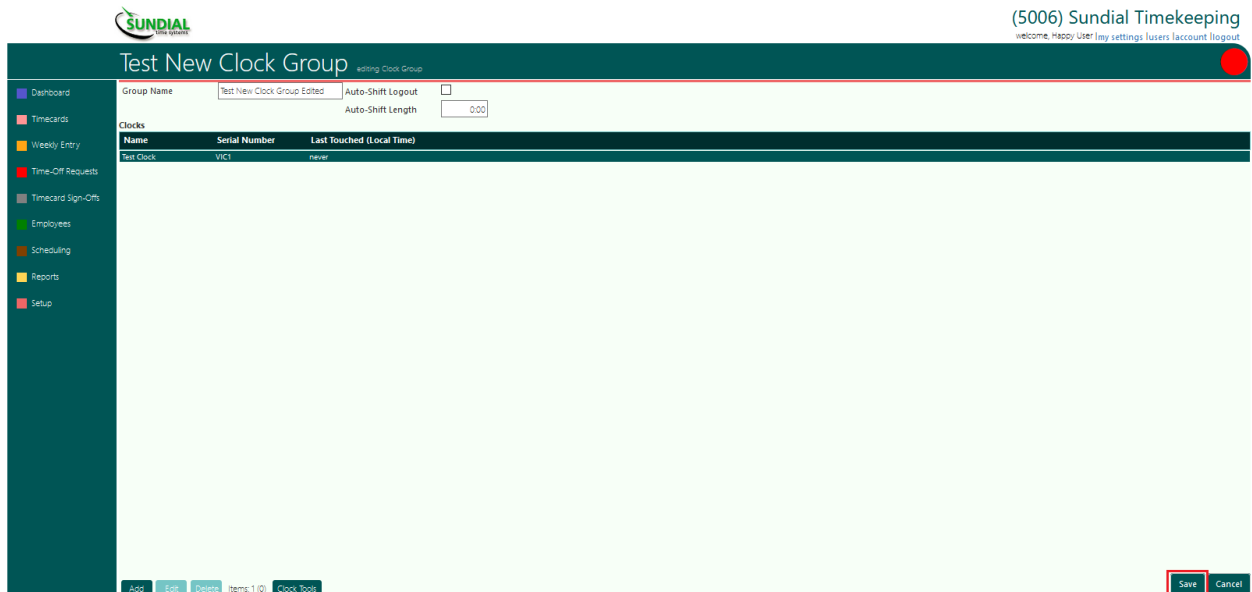 SUNDIAL
time systems
(5006) Sundial Timekeeping
welcome, Happy User |my settings |users |account |logout
Test New Clock Group editing Clock Group
Dashboard
Timecards
Weekly Entry
Time-Off Requests
Timecard Sign-Offs
Employees
Scheduling
Reports
Setup
Group Name Test New Clock Group Edited Auto-Shift Logout
Auto-Shift Length 0:00
Clocks
Name Serial Number Last Touched (Local Time)
Test Clock VIC1 never
Add Edit Delete Items: 1 (0) Clock Tools
Save Cancel